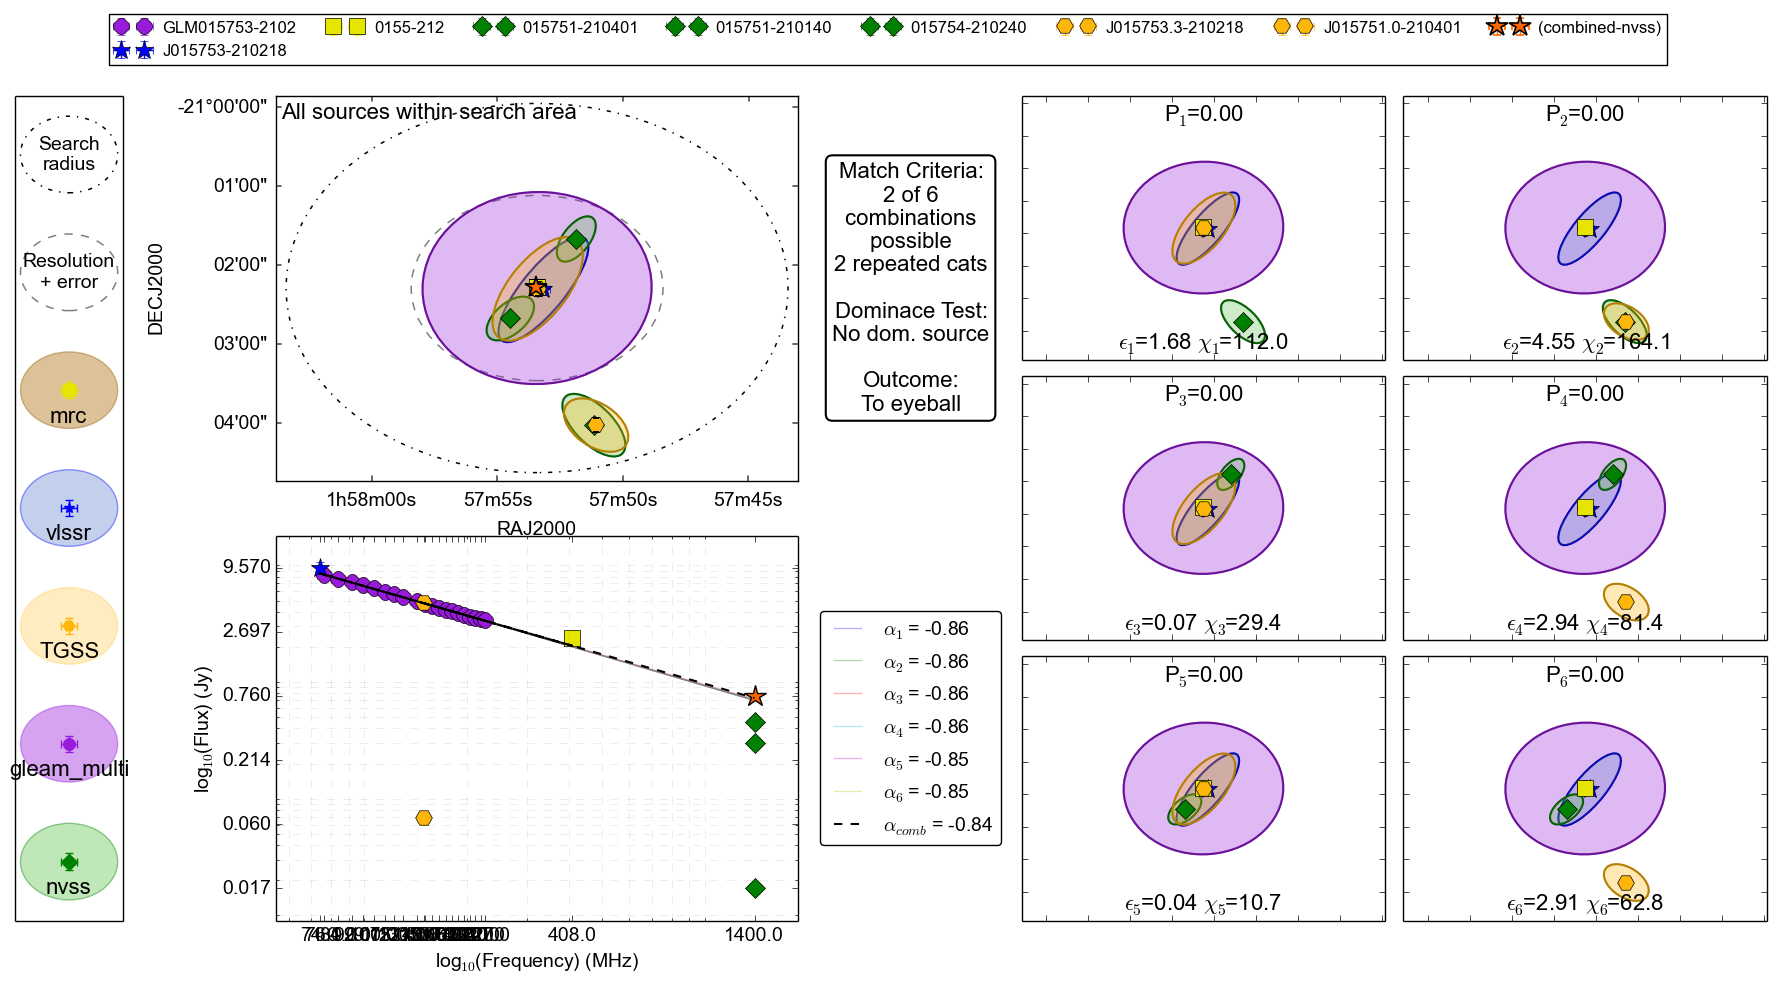 GLM015753-2102 0155-212 015751-210401 015751-210140 015754-210240 J015753.3-210218 J015751.0-210401 (combined-nvss)
J015753-210218
Search
radius
Resolution
+ error
mrc
vlssr
TGSS
gleam_multi
nvss
All sources within search area
-21°00'00"
01'00"
02'00"
03'00"
04'00"
DECJ2000
1h58m00s 57m55s 57m50s 57m45s
RAJ2000
9.570
2.697
0.760
0.214
0.060
0.017
log10(Flux) (Jy)
408.0 1400.0
log10(Frequency) (MHz)
Match Criteria:
2 of 6
combinations
possible
2 repeated cats
Dominace Test:
No dom. source
Outcome:
To eyeball
α1 = -0.86
α2 = -0.86
α3 = -0.86
α4 = -0.86
α5 = -0.85
α6 = -0.85
αcomb = -0.84
P1=0.00
ϵ1=1.68 χ1=112.0
P2=0.00
ϵ2=4.55 χ2=164.1
P3=0.00
ϵ3=0.07 χ3=29.4
P4=0.00
ϵ4=2.94 χ4=81.4
P5=0.00
ϵ5=0.04 χ5=10.7
P6=0.00
ϵ6=2.91 χ6=62.8